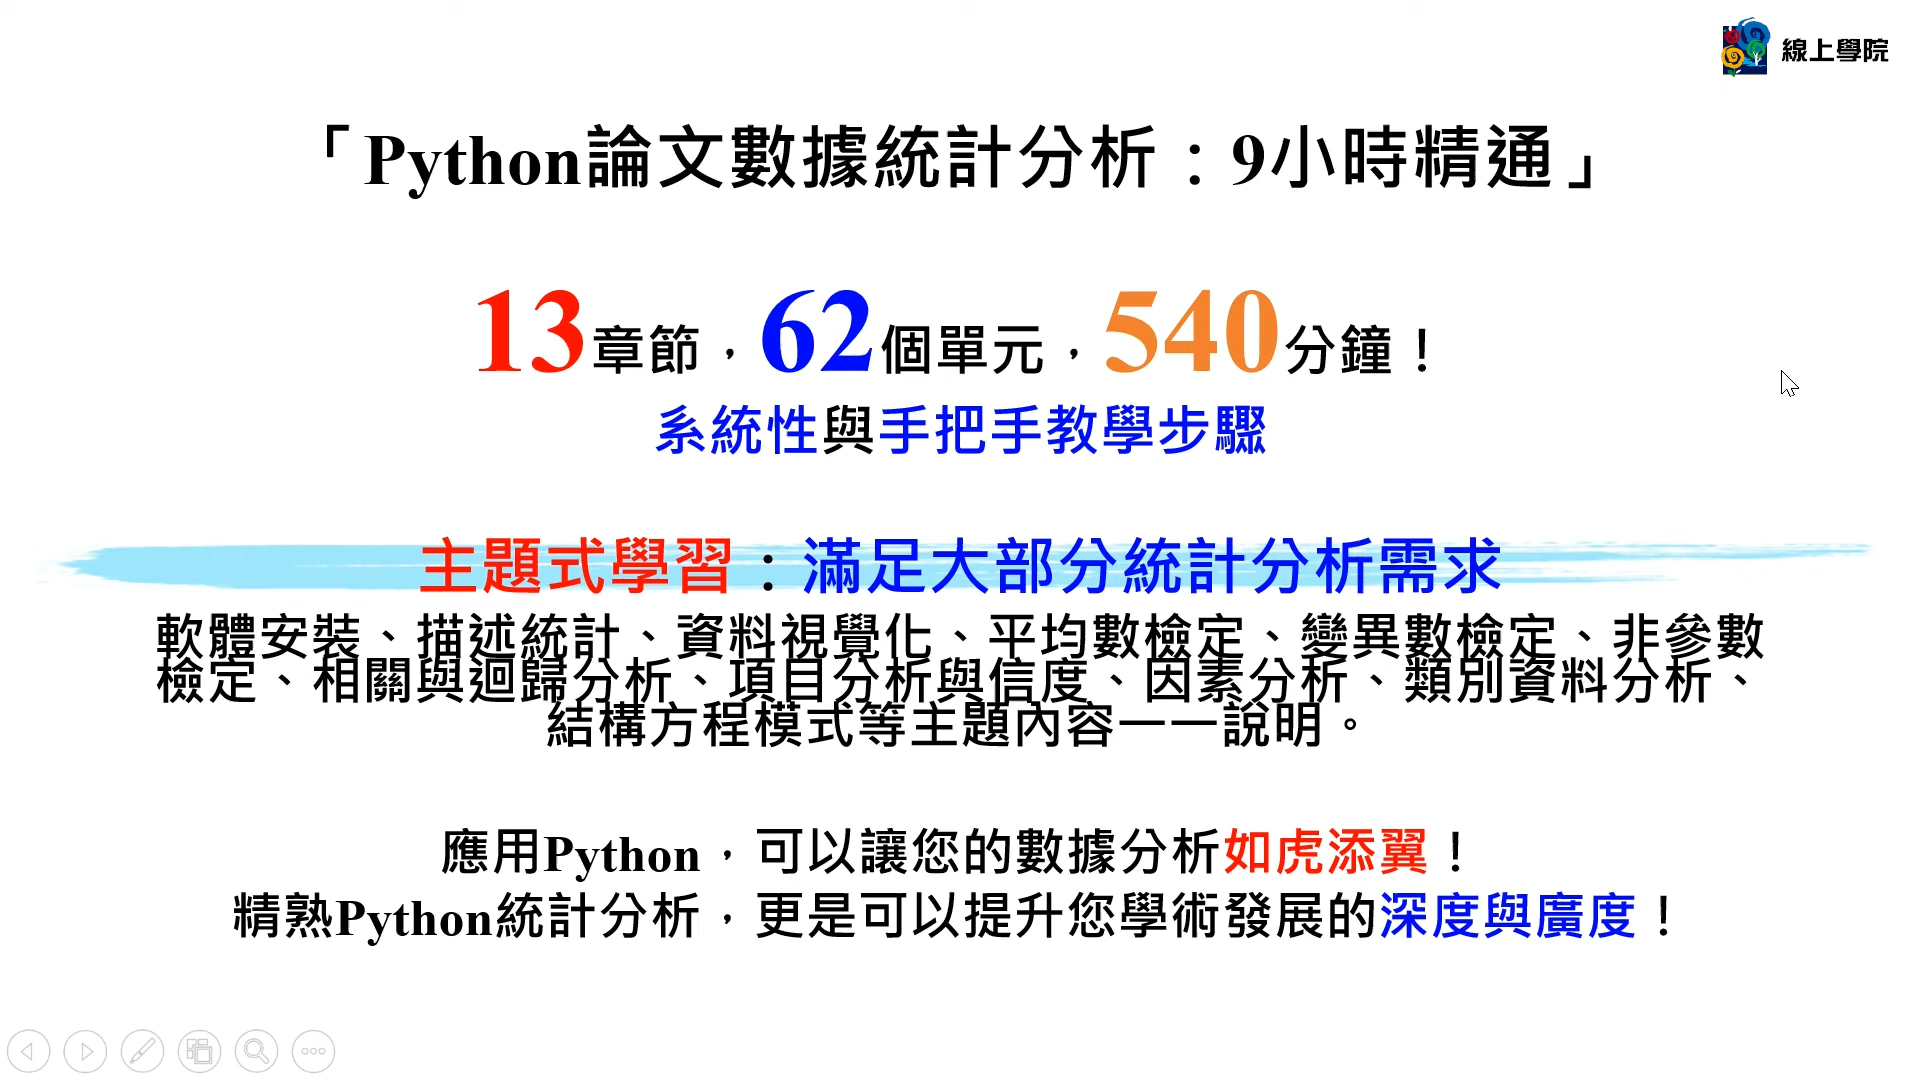 線上學院
「Python論文數據統計分析：9小時精通」
13章節，62個單元，540分鐘！
系統性與手把手教學步驟
主題式學習：滿足大部分統計分析需求
軟體安裝、描述統計、資料視覺化、平均數檢定、變異數檢定、非參數
檢定、相關與迴歸分析、項目分析與信度、因素分析、類別資料分析、
結構方程模式等主題內容一一說明。
應用Python，可以讓您的數據分析如虎添翼！
精熟Python統計分析，更是可以提升您學術發展的深度與廣度！